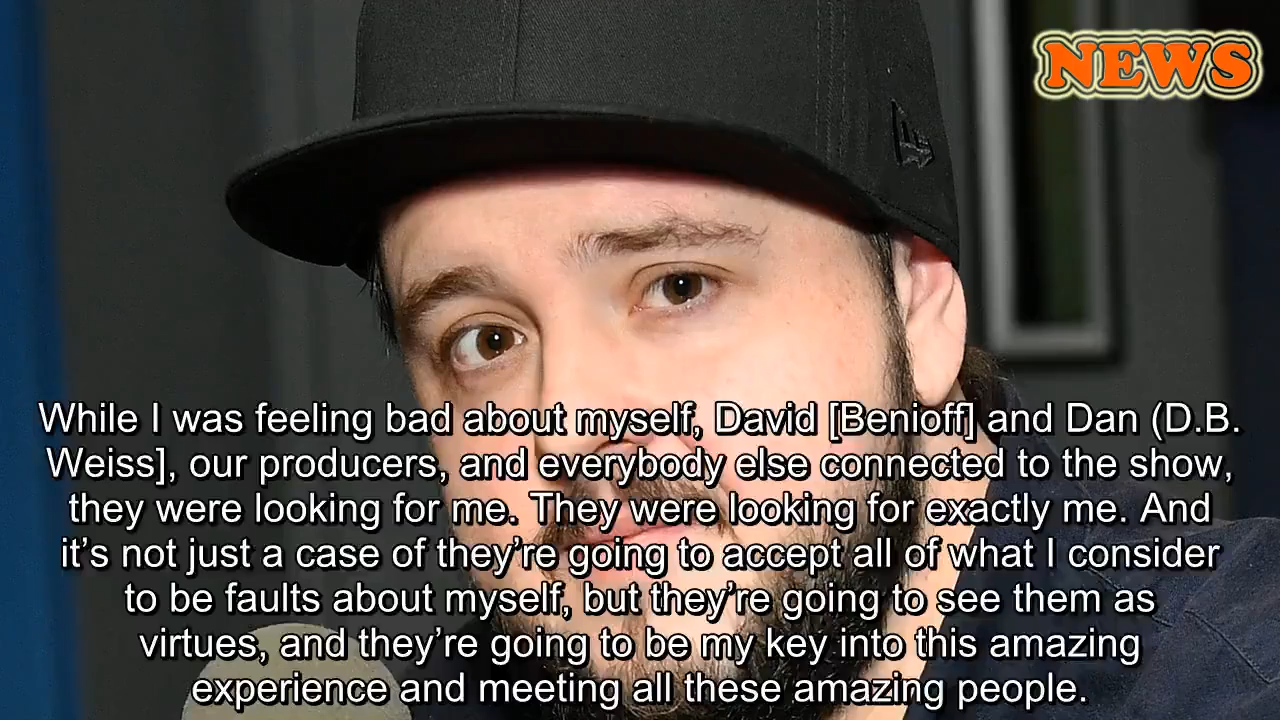 NEWS
While I was feeling bad about myself, David [Benioff] and Dan (D.B.
Weiss], our producers, and everybody else connected to the show,
they were looking for me. They were looking for exactly me. And
it’s not just a case of they’re going to accept all of what I consider
to be faults about myself, but they’re going to see them as
virtues, and they’re going to be my key into this amazing
experience and meeting all these amazing people.